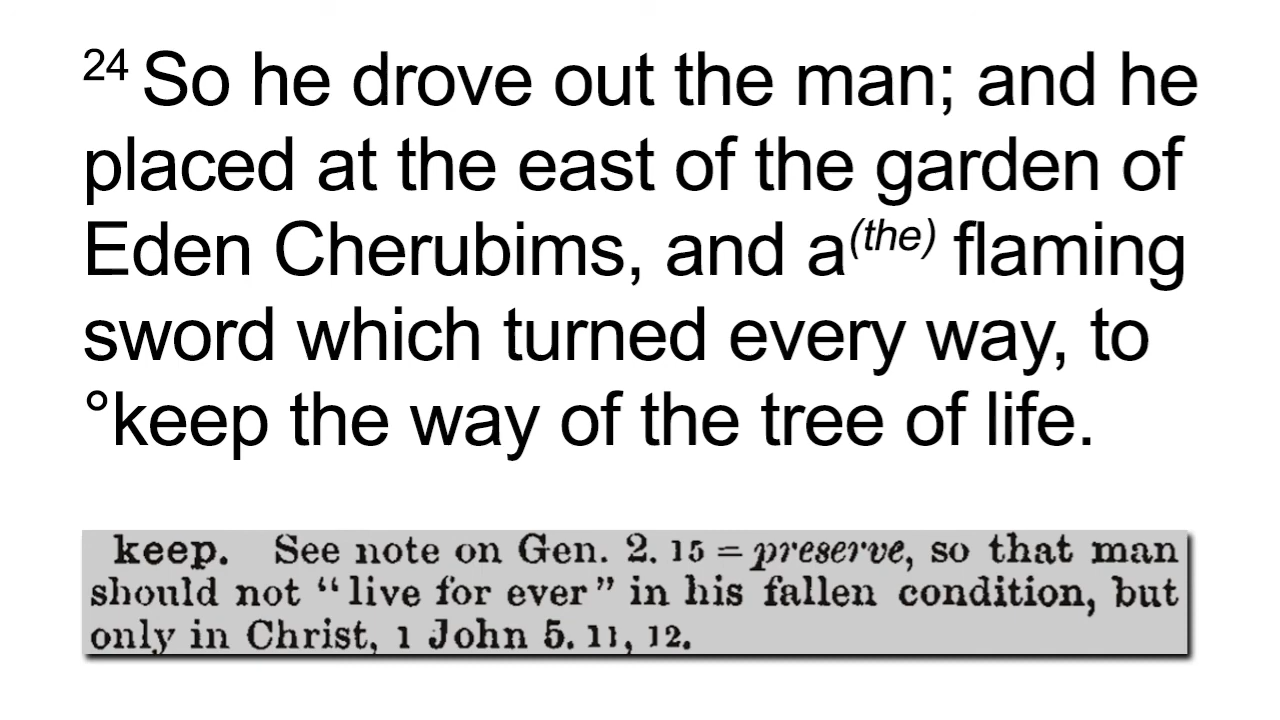 24 So he drove out the man; and he
placed at the east of the garden of
Eden Cherubims, and a(the) flaming
sword which turned every way, to
°keep the way of the tree of life.
keep. See note on Gen. 2. 15 = preserve, so that man
should not “live for ever” in his fallen condition, but
only in Christ, 1 John 5. 11, 12.